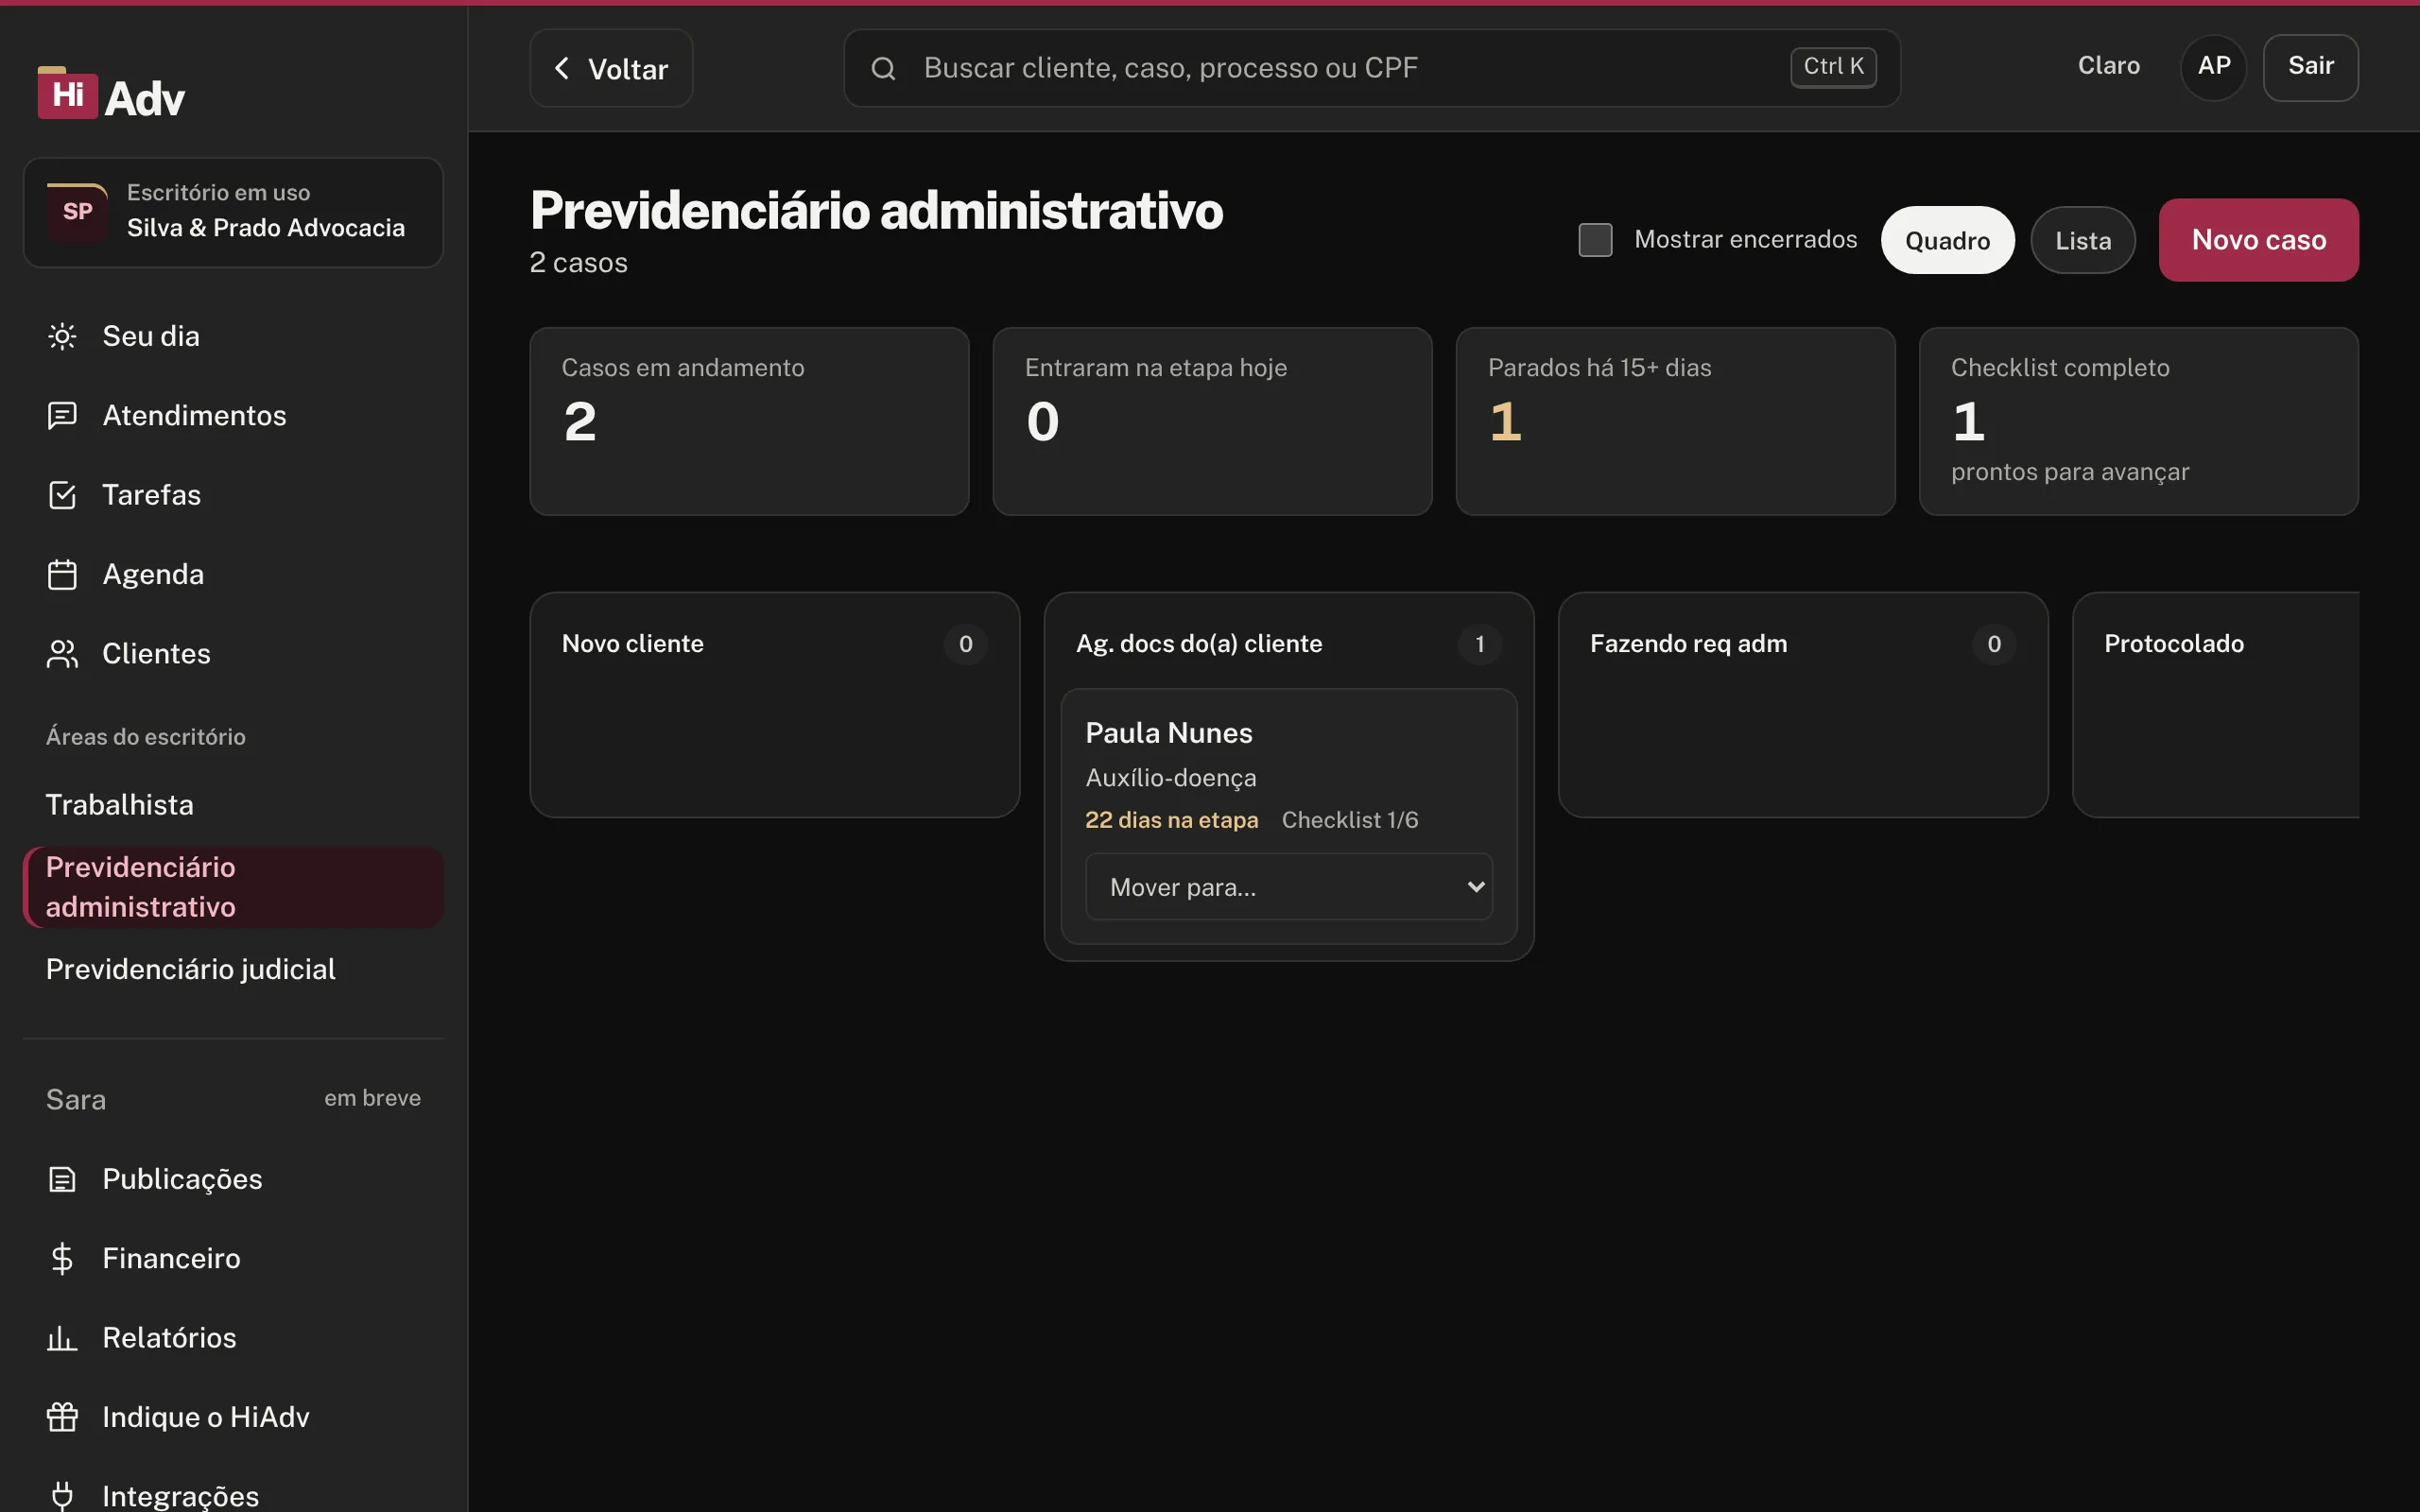 Hi Adv
SP
Escritório em uso
Silva & Prado Advocacia
Seu dia
Atendimentos
Tarefas
Agenda
Clientes
Áreas do escritório
Trabalhista
Previdenciário
administrativo
Previdenciário judicial
Sara em breve
Publicações
Financeiro
Relatórios
Indique o HiAdv
Integrações
Voltar
Buscar cliente, caso, processo ou CPF
Ctrl K
Claro
AP
Sair
Previdenciário administrativo
2 casos
Mostrar encerrados
Quadro
Lista
Novo caso
Casos em andamento
2
Entraram na etapa hoje
0
Parados há 15+ dias
1
Checklist completo
1
prontos para avançar
Novo cliente 0
Ag. docs do(a) cliente 1
Paula Nunes
Auxílio-doença
22 dias na etapa Checklist 1/6
Mover para...
Fazendo req adm 0
Protocolado